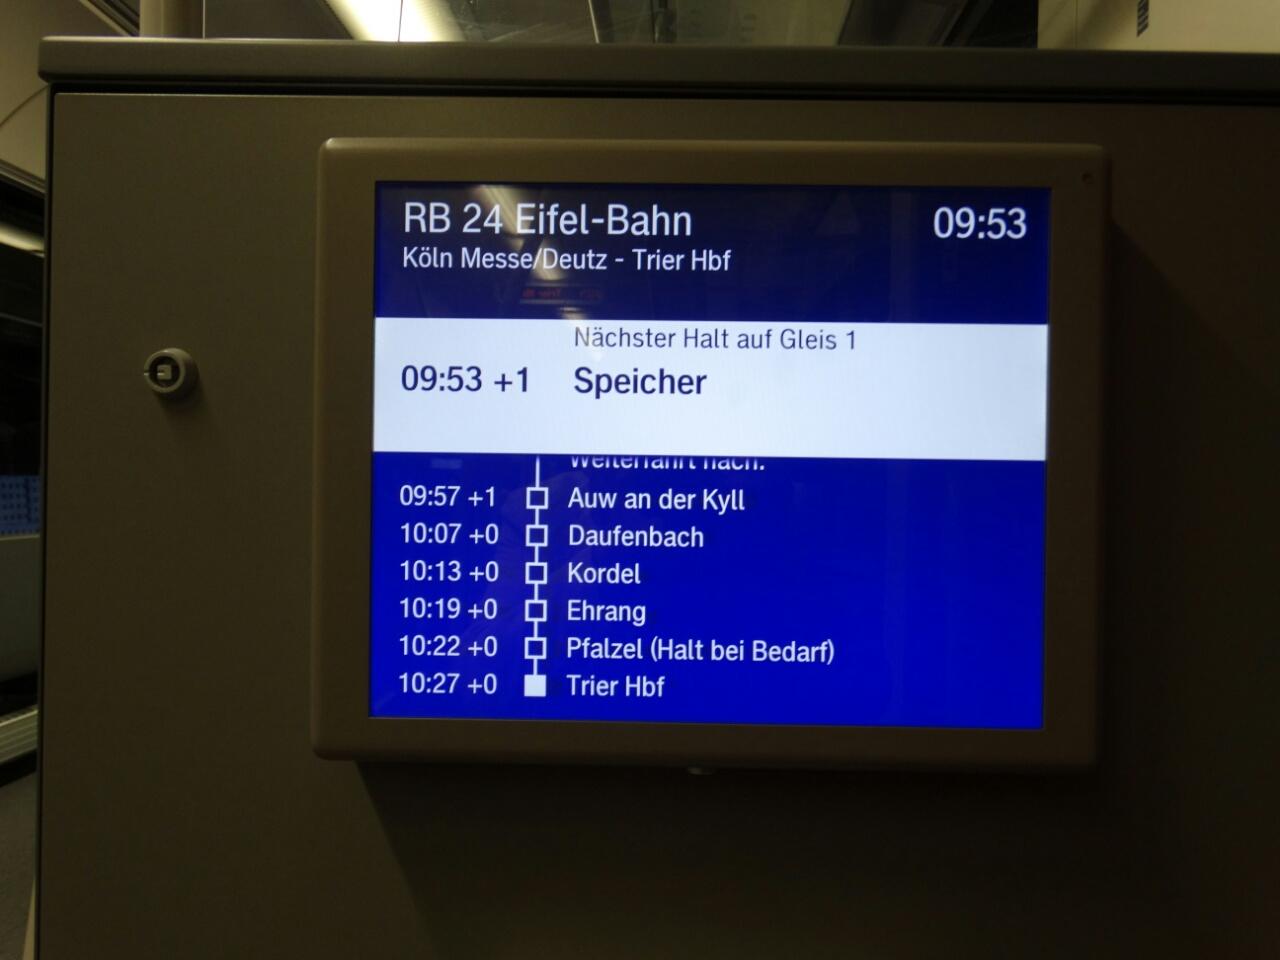 RB 24 Eifel-Bahn
09:53
Köln Messe/Deutz - Trier Hbf
Nächster Halt auf Gleis 1
09:53 +1 Speicher
Weiterfahrt nach:
09:57 +1 Auw an der Kyll
10:07 +0 Daufenbach
10:13 +0 Kordel
10:19 +0 Ehrang
10:22 +0 Pfalzel (Halt bei Bedarf)
10:27 +0 Trier Hbf